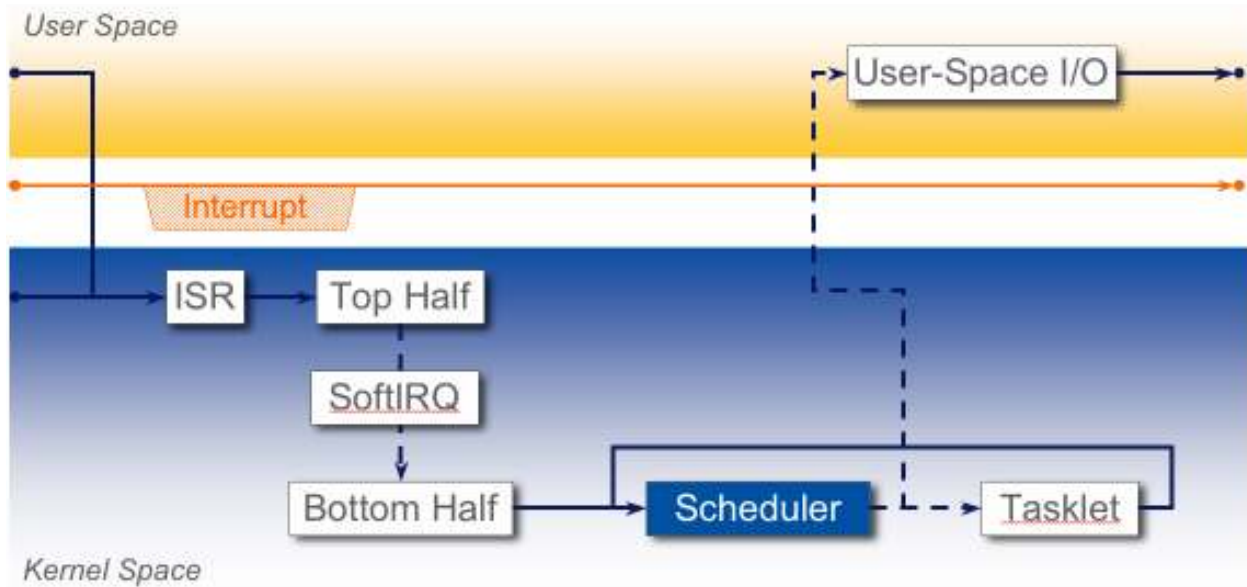 User Space
User-Space I/O
Interrupt
ISR
Top Half
SoftIRQ
Bottom Half
Scheduler
Tasklet
Kernel Space